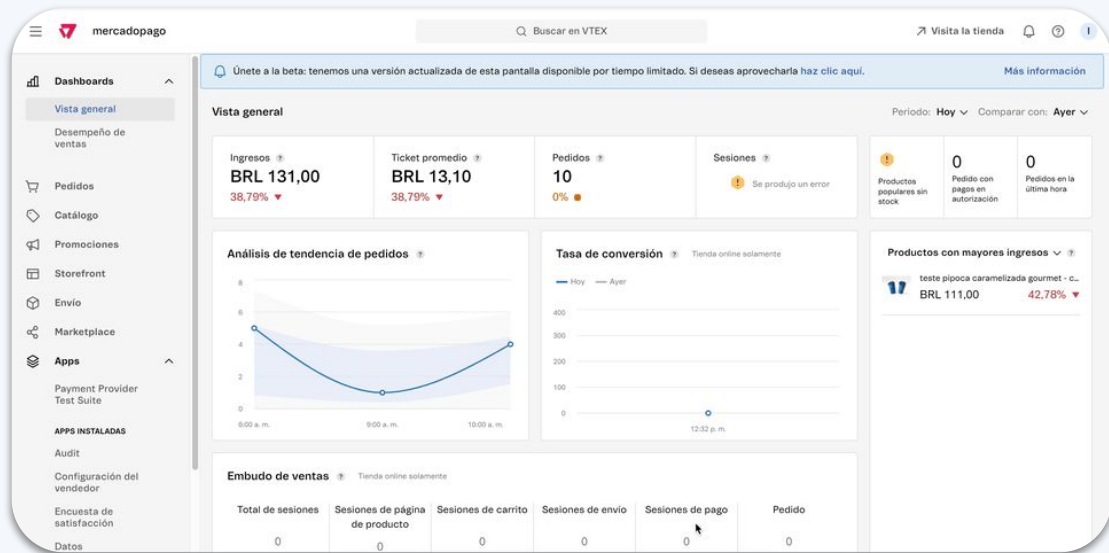 mercadopago
Buscar en VTEX
Visita la tienda
I
Dashboards
Vista general
Desempeño de
ventas
Pedidos
Catálogo
Promociones
Storefront
Envío
Marketplace
Apps
Payment Provider
Test Suite
APPS INSTALADAS
Audit
Configuración del
vendedor
Encuesta de
satisfacción
Datos
Únete a la beta: tenemos una versión actualizada de esta pantalla disponible por tiempo limitado. Si deseas aprovecharla haz clic aquí.
Más información
Vista general
Periodo: Hoy
Comparar con: Ayer
Ingresos ?
BRL 131,00
38,79% ▼
Ticket promedio ?
BRL 13,10
38,79% ▼
Pedidos ?
10
0%
Sesiones ?
! Se produjo un error
!
Productos
populares sin
stock
0
Pedido con
pagos en
autorización
0
Pedidos en la
última hora
Análisis de tendencia de pedidos ?
8
6
4
2
0
8:00 a. m.
9:00 a. m.
10:00 a. m.
Tasa de conversión ? Tienda online solamente
Hoy
Ayer
400
300
200
100
0
12:32 p. m.
Productos con mayores ingresos ?
teste pipoca caramelizada gourmet - c...
BRL 111,00
42,78% ▼
Embudo de ventas ? Tienda online solamente
Total de sesiones
0
Sesiones de página
de producto
0
Sesiones de carrito
0
Sesiones de envío
0
Sesiones de pago
0
Pedido
0